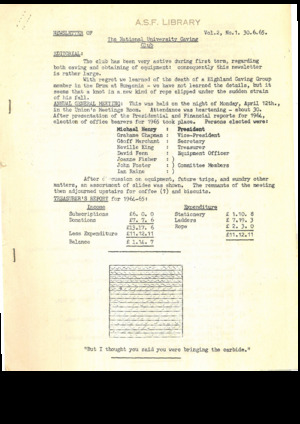 A.S.F. LIBRARY
NEWSLETTER OF Vol.2, No.1. 30.6.65.
The National University Caving
Club
EDITORIAL:
The club has been very active during first term, regarding
both caving and obtaining of equipment: consequently this newsletter
is rather large.
With regret we learned of the death of a Highland Caving Group
member in the Drum at Bungonia - we have not learned the details, but it
seems that a knot in a new kind of rope slipped under the sudden strain
of his fall.
ANNUAL GENERAL MEETING: This was held on the night of Monday, April 12th.,
in the Union's Meetings Room. Attendance was heartening - about 30.
After presentation of the Presidential and Financial reports for 1964,
election of office bearers for 1965 took place. Persons elected were:
Michael Henry : President
Grahame Chapman : Vice-President
Geoff Merchant : Secretary
Neville King : Treasurer
David Fenn : Equipment Officer
Joanne Fisher : )
John Foster : ) Committee Members
Ian Raine : )
After discussion on equipment, future trips, and sundry other
matters, an assortment of slides was shown. The remnants of the meeting
then adjourned upstairs for coffee (1) and biscuits.
TREASURER'S REPORT for 1964-65:
Income Expenditure
Subscriptions £6. 0. 0 Stationery £ 1.10. 8
Donations £7. 7. 6 Ladders £ 7.19. 3
£13.7. 6 Rope £ 2. 3. 0
Less Expenditure £11.12.11 £11.12.11
Balance £ 1.14. 7
"But I thought you said you were bringing the carbide."